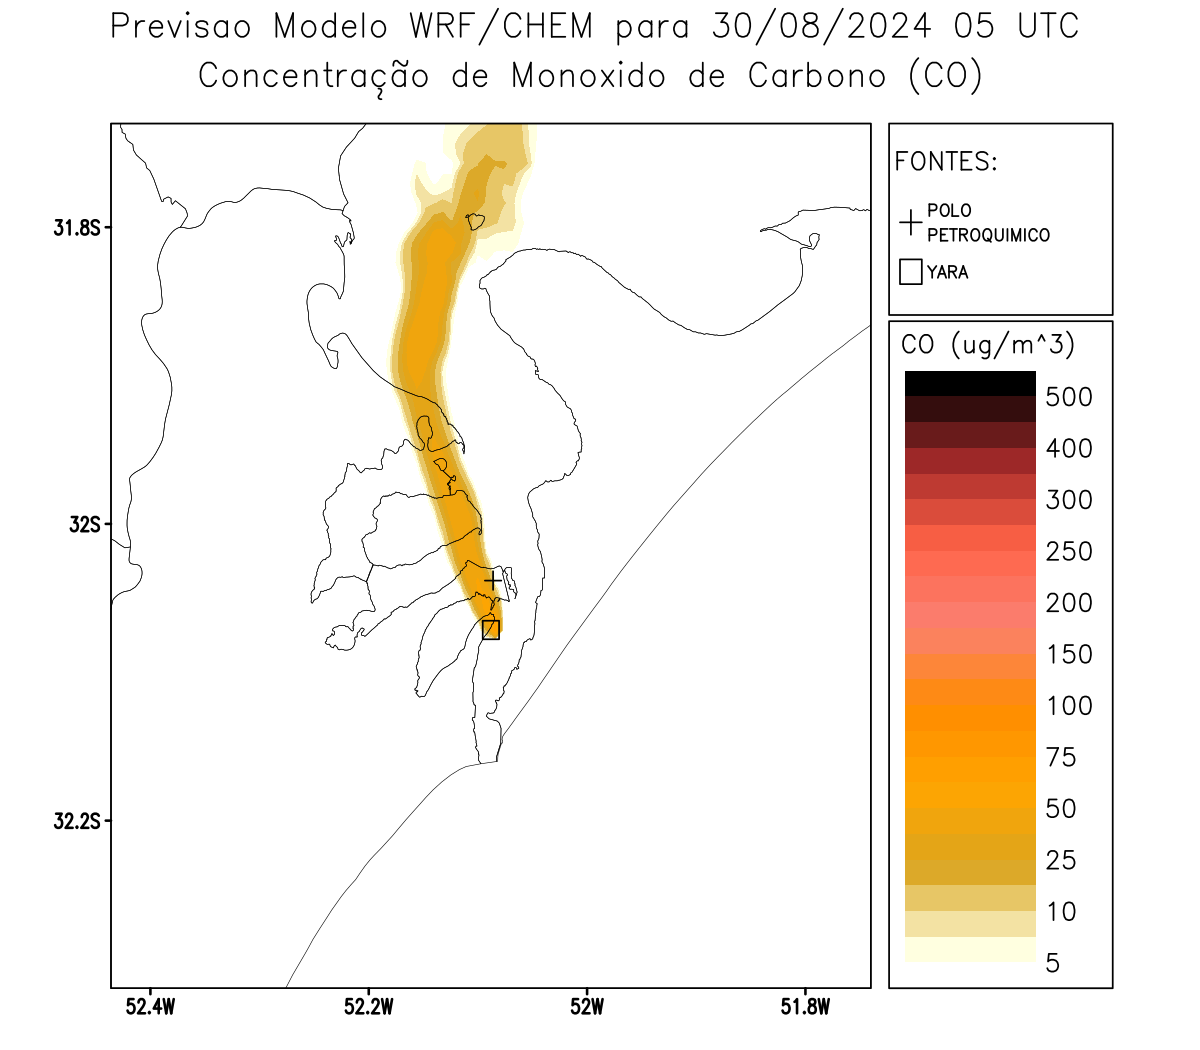 Previsao Modelo WRF/CHEM para 30/08/2024 05 UTC
Concentração de Monoxido de Carbono (CO)
FONTES:
POLO
PETROQUIMICO
YARA
CO (ug/m^3)
500
400
300
250
200
150
100
75
50
25
10
5
31.8S
32S
32.2S
52.4W
52.2W
52W
51.8W